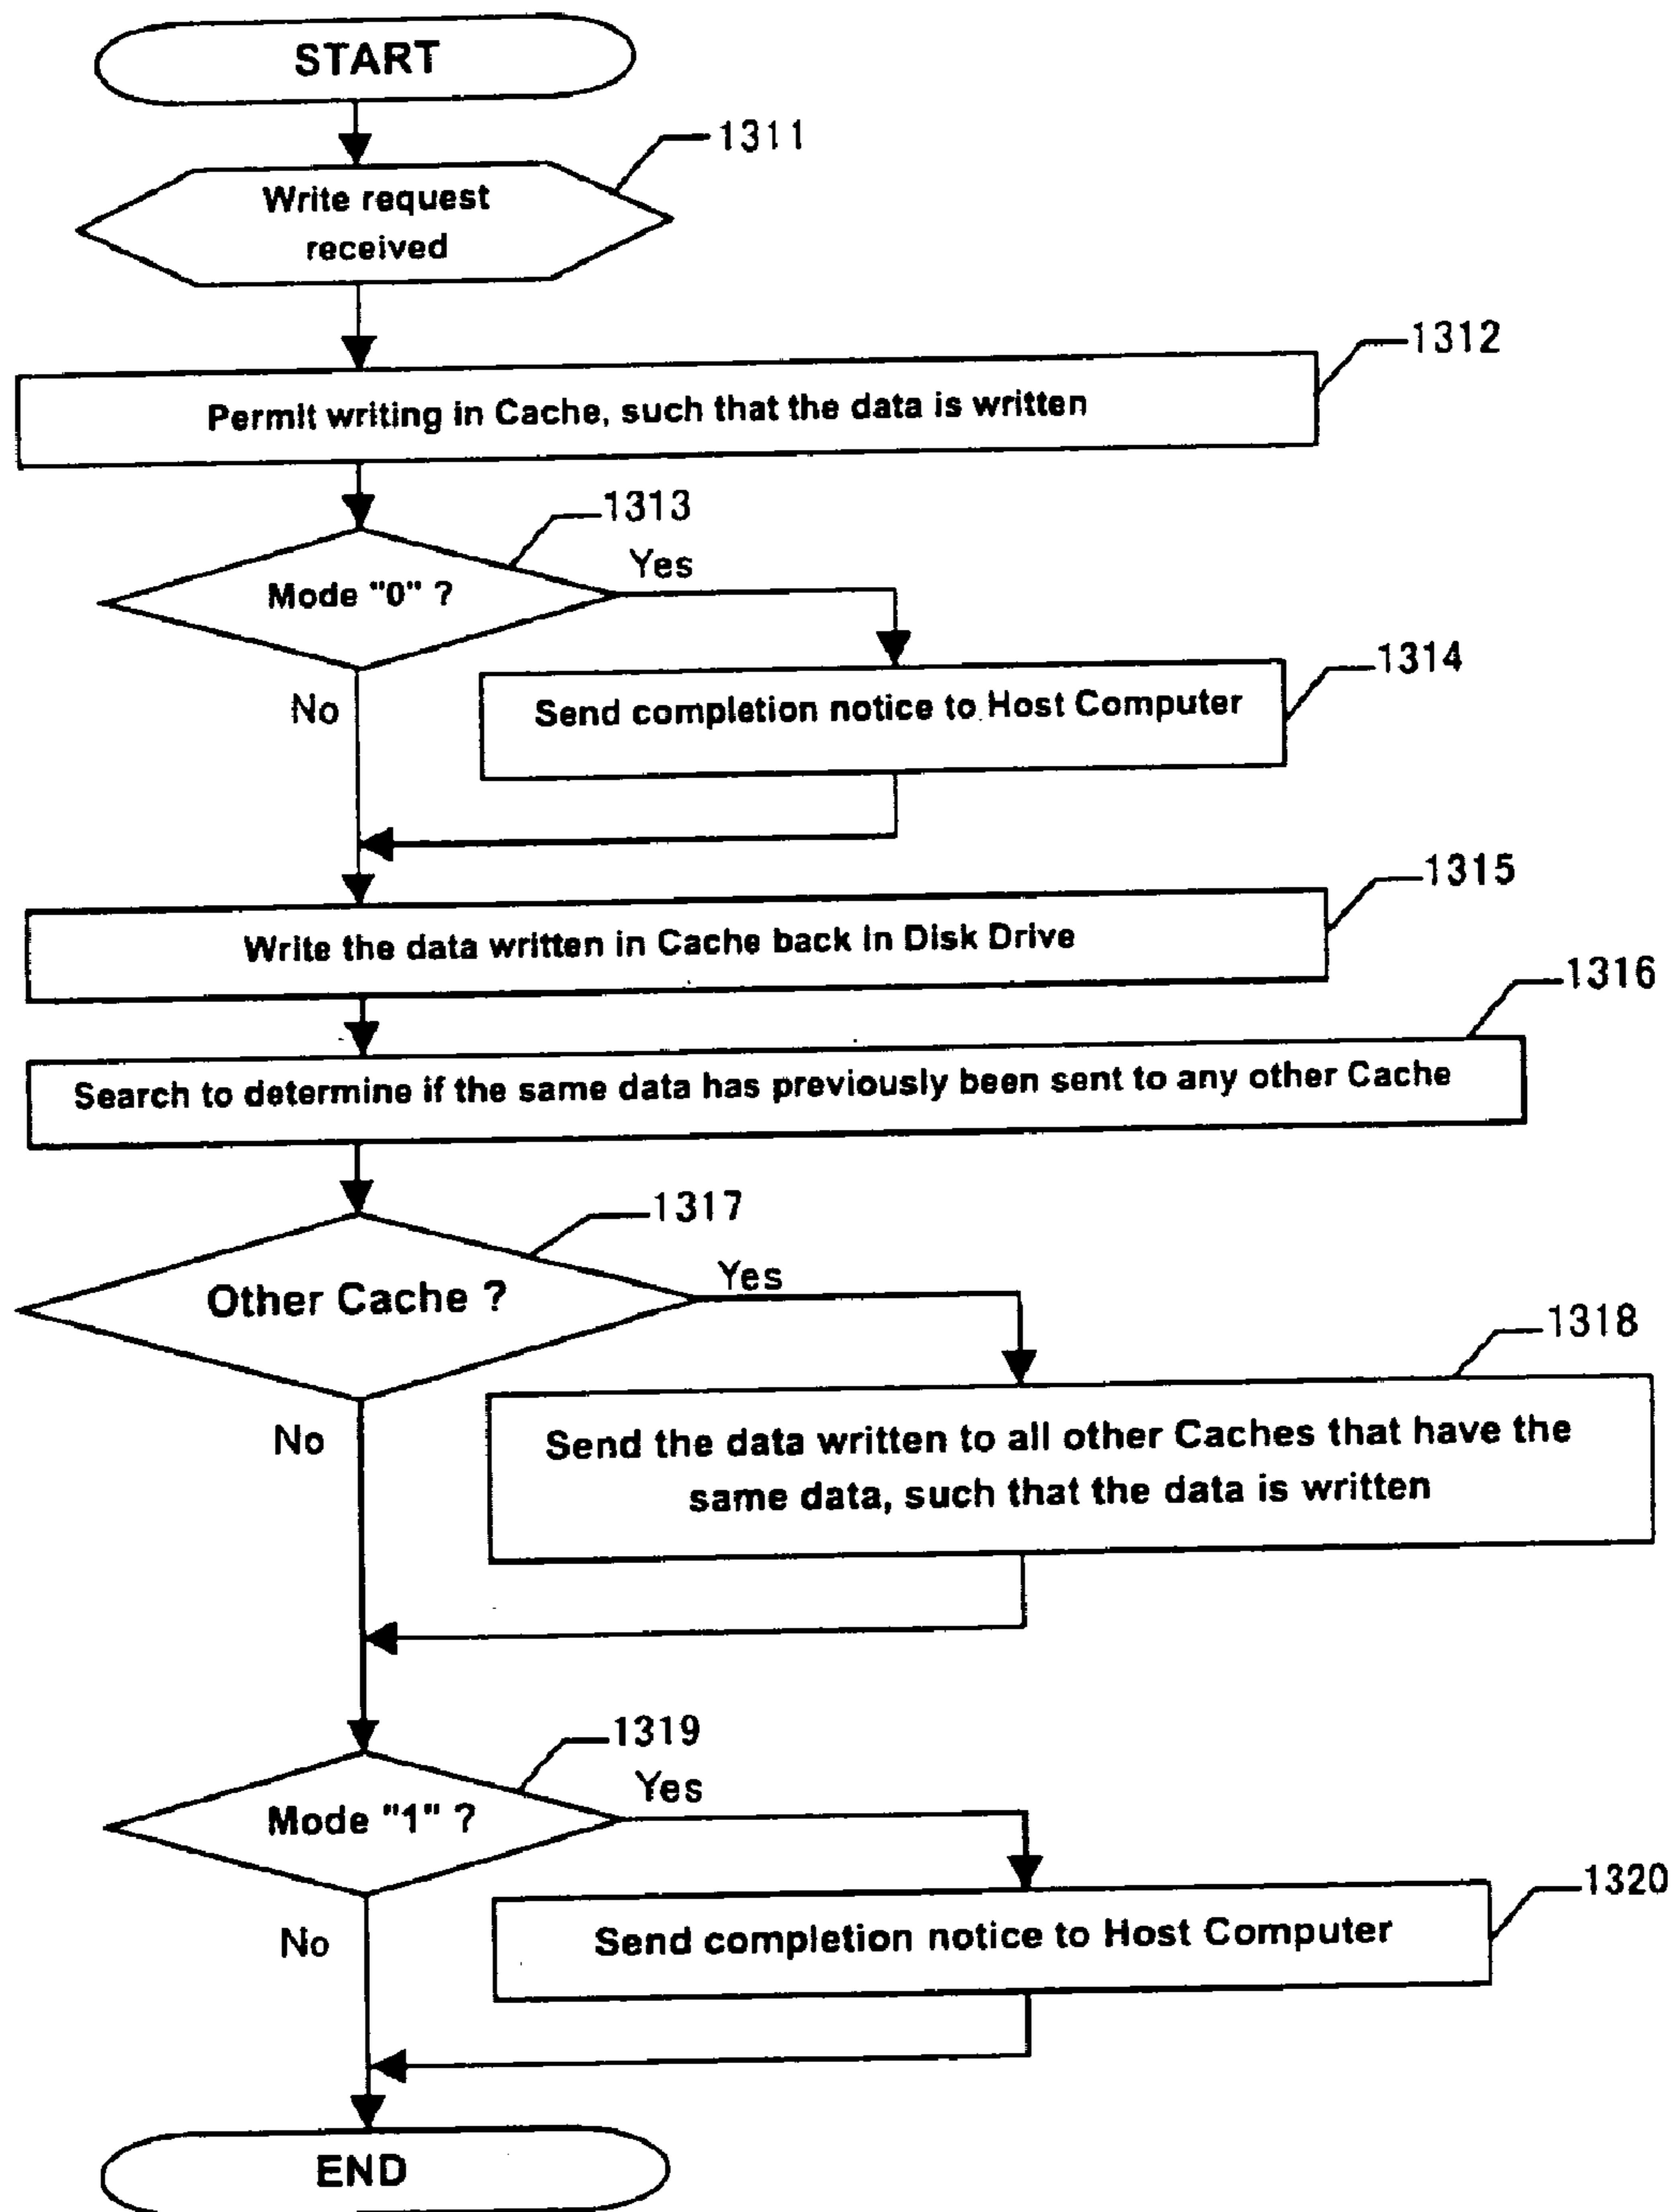 START
1311
Write request
received
1312
Permit writing in Cache, such that the data is written
1313
Mode "0" ?
Yes
No
1314
Send completion notice to Host Computer
1315
Write the data written in Cache back in Disk Drive
1316
Search to determine if the same data has previously been sent to any other Cache
1317
Other Cache ?
Yes
No
1318
Send the data written to all other Caches that have the
same data, such that the data is written
1319
Mode "1" ?
Yes
No
1320
Send completion notice to Host Computer
END